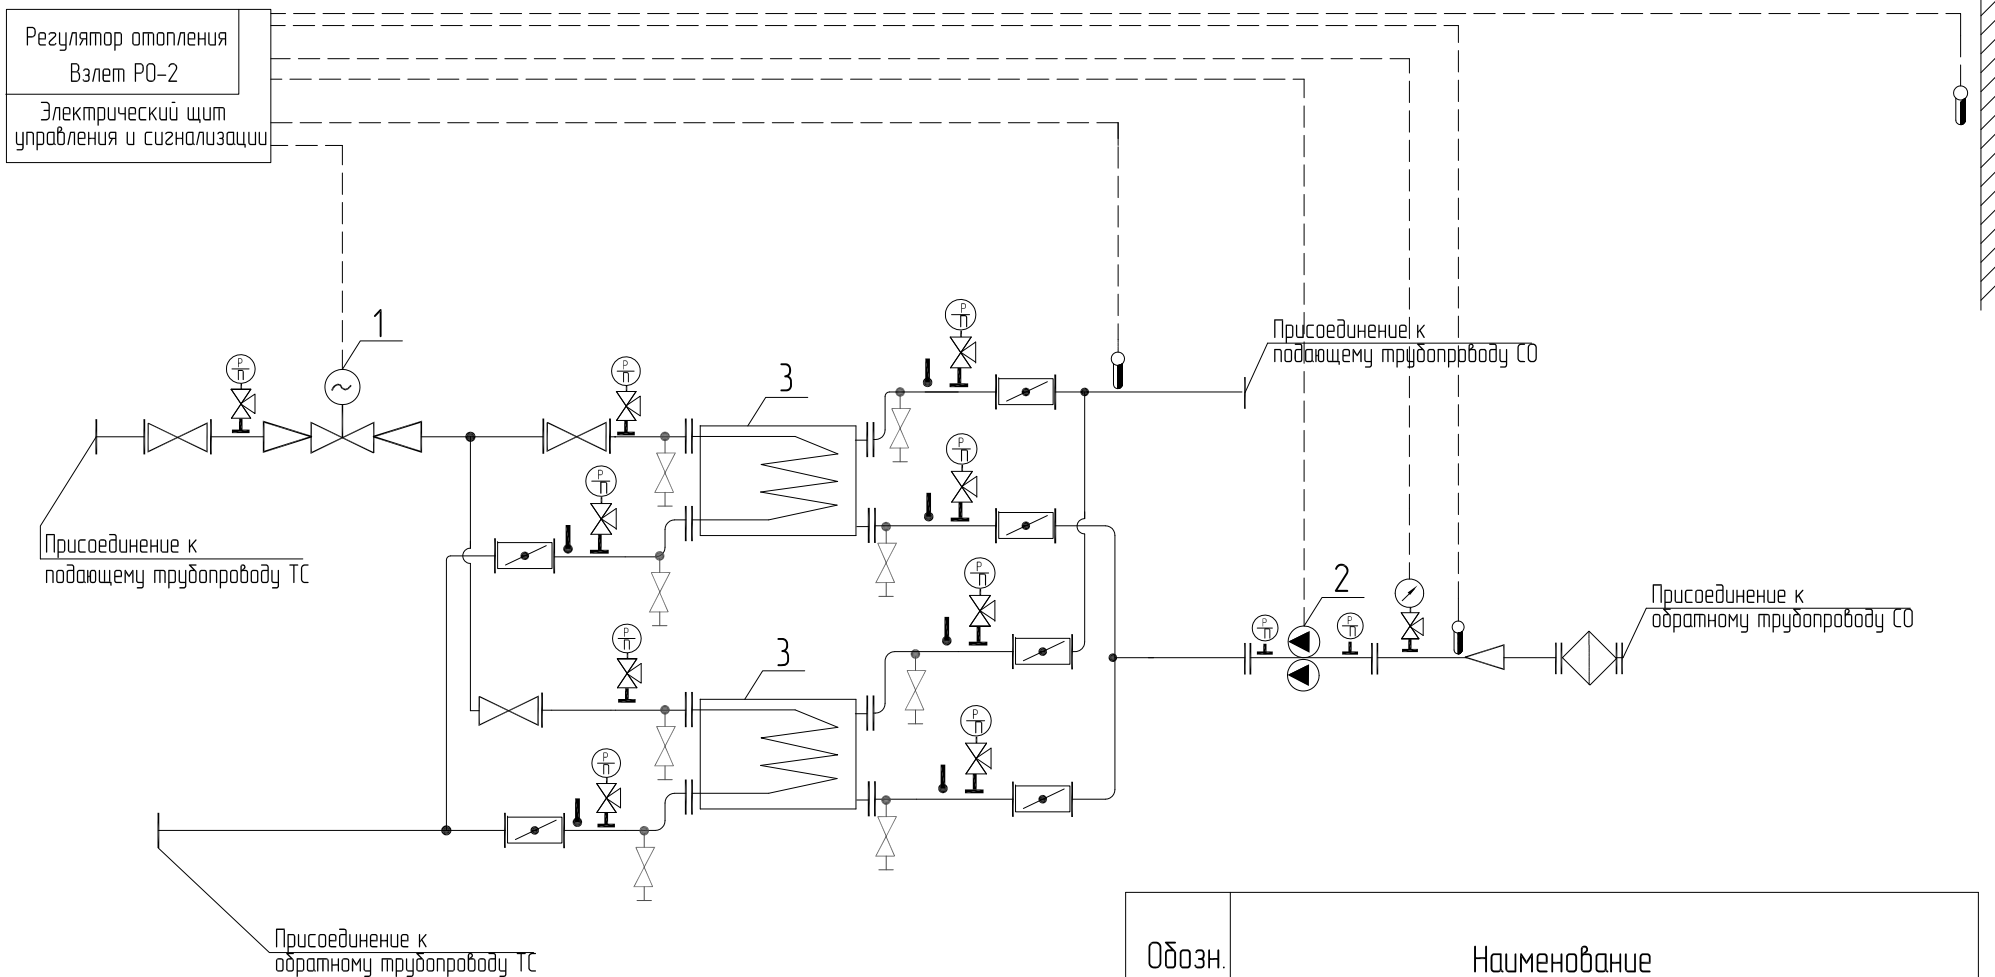 Регулятор отопления
Взлет РО-2
Электрический щит
управления и сигнализации
1
Р
П
Р
П
3
Р
П
Присоединение к
подающему трубопроводу СО
Р
П
Р
П
Присоединение к
подающему трубопроводу ТС
Р
П
2
Присоединение к
обратному трубопроводу СО
Р
П
Р
П
Р
П
3
Р
П
Р
П
Присоединение к
обратному трубопроводу ТС
Обозн.
Наименование